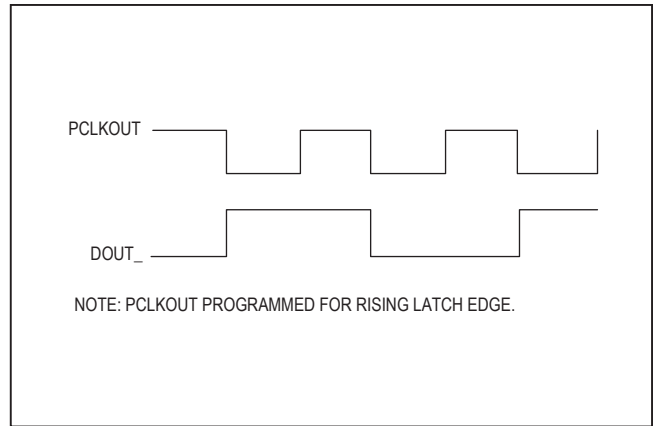 PCLKOUT
DOUT_
NOTE: PCLKOUT PROGRAMMED FOR RISING LATCH EDGE.